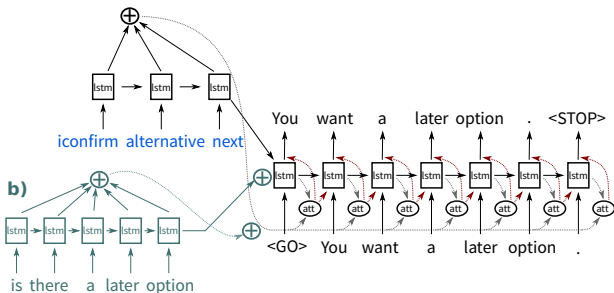 lstm lstm lstm
iconfirm alternative next
You want a later option . <STOP>
lstm lstm lstm lstm lstm lstm lstm
att att att att att att att
<GO> You want a later option .
b)
lstm lstm lstm lstm lstm
is there a later option